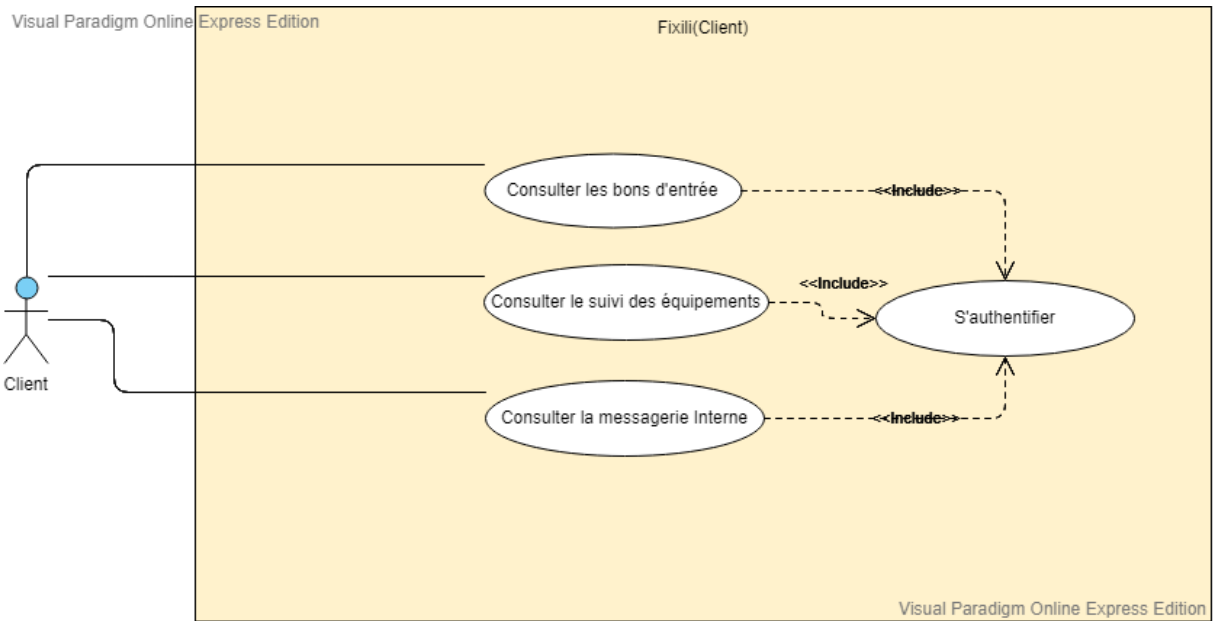 Visual Paradigm Online Express Edition
Fixili(Client)
Consulter les bons d'entrée
<<Include>>
Consulter le suivi des équipements
<<Include>>
S'authentifier
Client
Consulter la messagerie Interne
<<Include>>
Visual Paradigm Online Express Edition